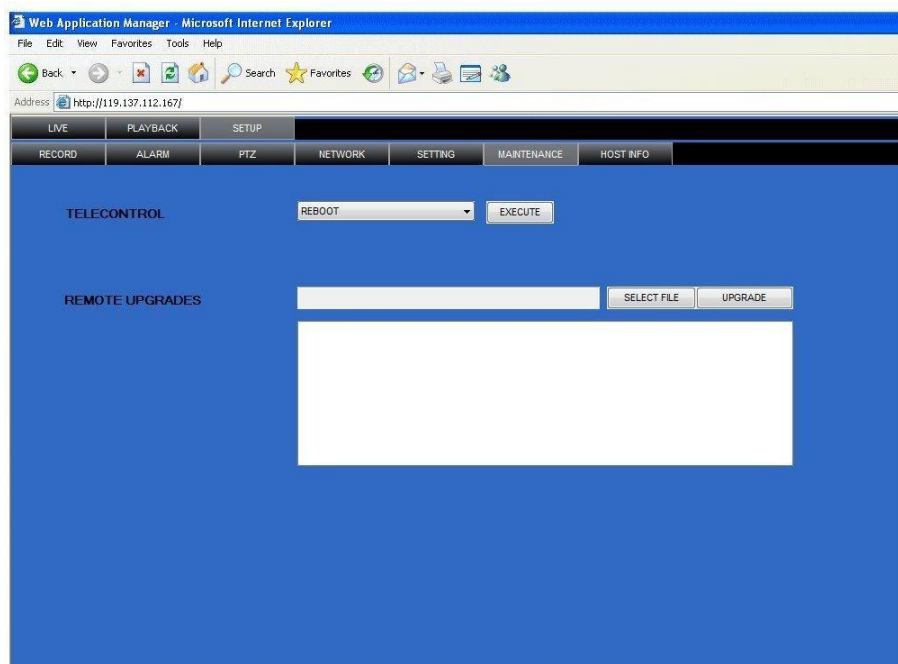 Web Application Manager - Microsoft Internet Explorer
File Edit View Favorites Tools Help
Back Search Favorites
Address http://119.137.112.167/
LIVE PLAYBACK SETUP
RECORD ALARM PTZ NETWORK SETTING MAINTENANCE HOST INFO
TELECONTROL REBOOT EXECUTE
REMOTE UPGRADES SELECT FILE UPGRADE